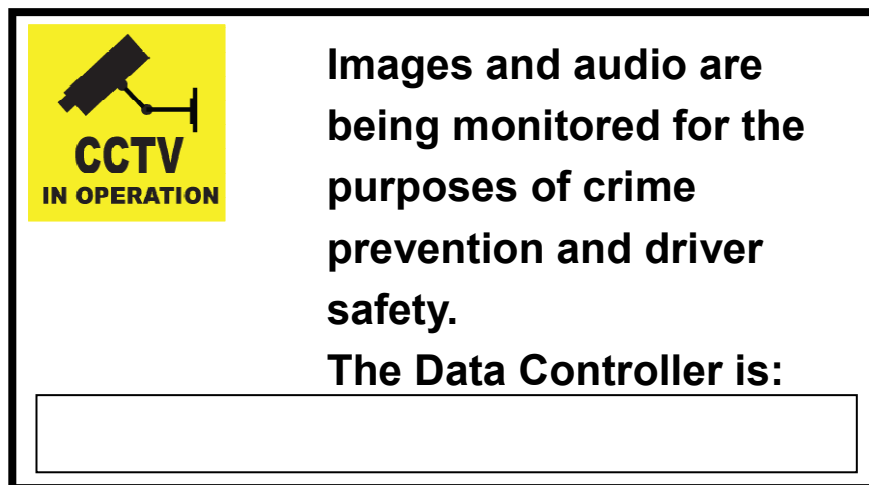 CCTV
IN OPERATION
Images and audio are
being monitored for the
purposes of crime
prevention and driver
safety.
The Data Controller is: